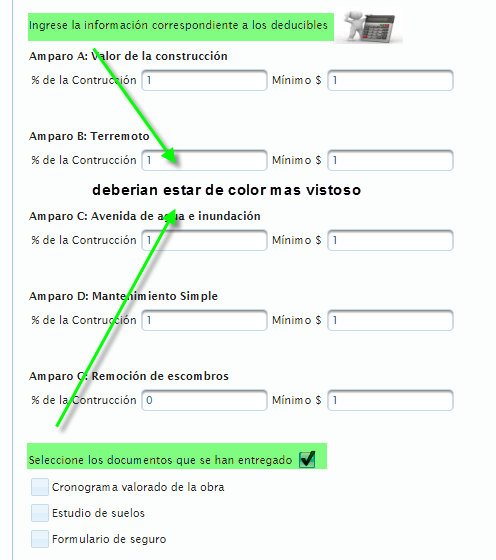 Ingrese la información correspondiente a los deducibles
Amparo A: Valor de la construcción
% de la Contrucción 1 Mínimo $ 1
Amparo B: Terremoto
% de la Contrucción 1 Mínimo $ 1
deberian estar de color mas vistoso
Amparo C: Avenida de agua e inundación
% de la Contrucción 1 Mínimo $ 1
Amparo D: Mantenimiento Simple
% de la Contrucción 1 Mínimo $ 1
Amparo G: Remoción de escombros
% de la Contrucción 0 Mínimo $ 1
Seleccione los documentos que se han entregado
Cronograma valorado de la obra
Estudio de suelos
Formulario de seguro